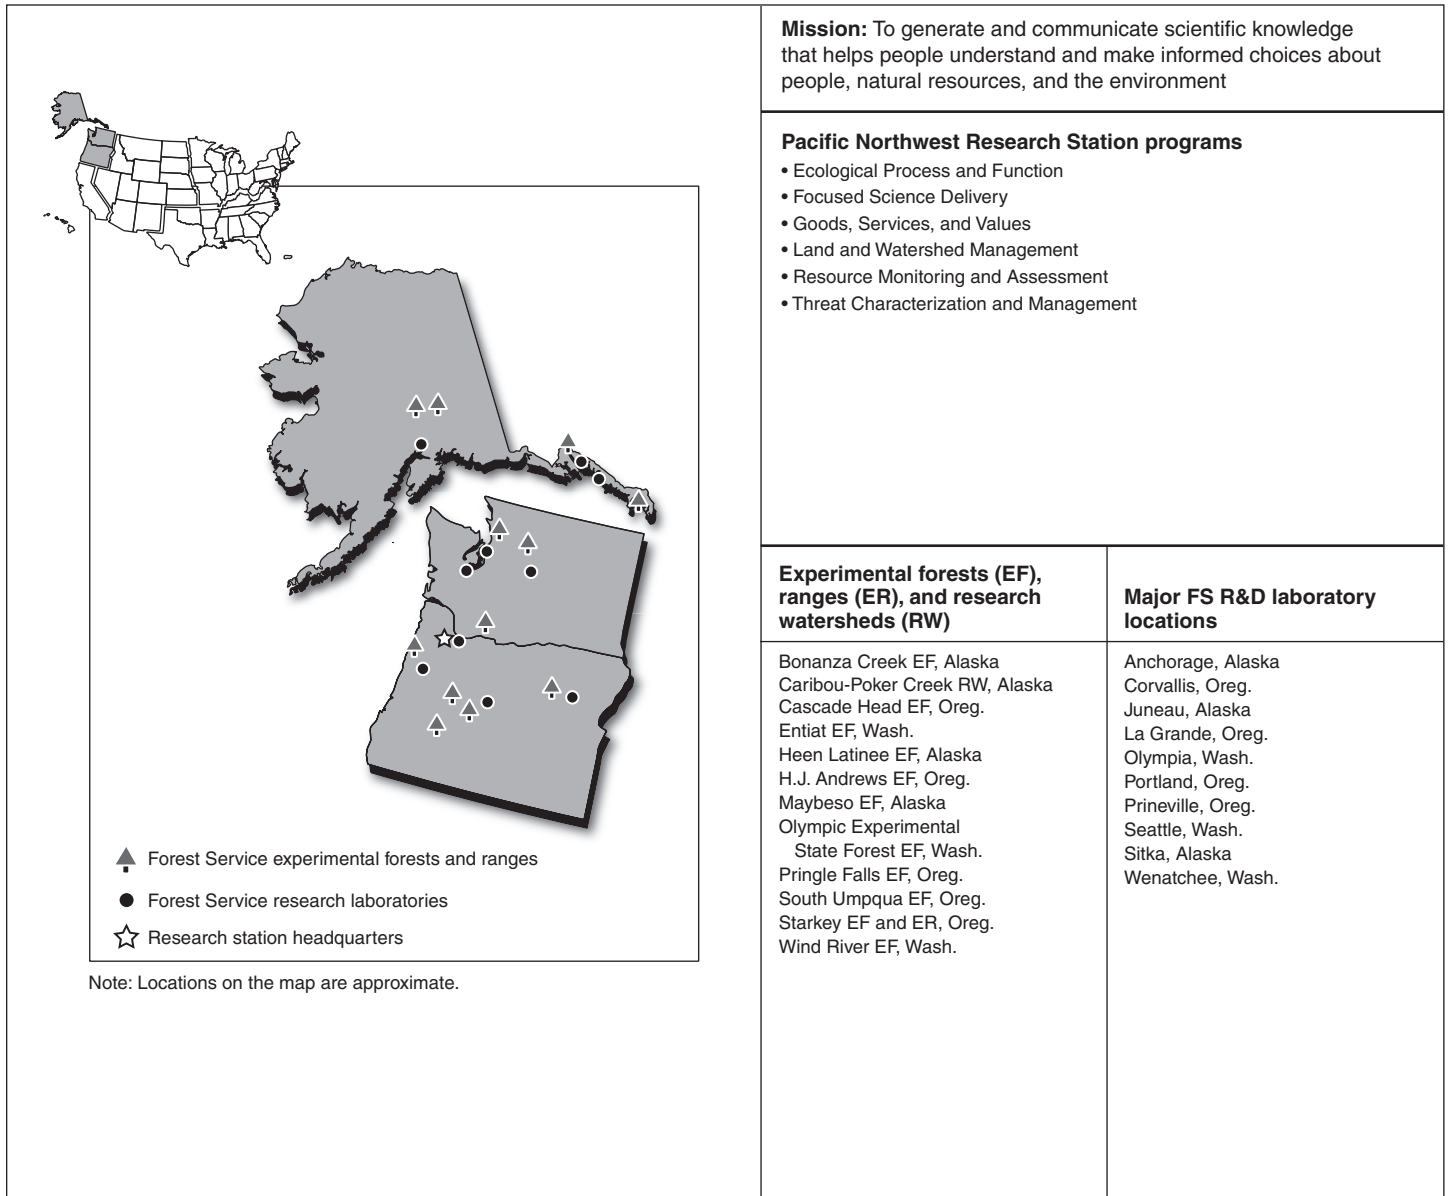 Mission: To generate and communicate scientific knowledge
that helps people understand and make informed choices about
people, natural resources, and the environment
Pacific Northwest Research Station programs
• Ecological Process and Function
• Focused Science Delivery
• Goods, Services, and Values
• Land and Watershed Management
• Resource Monitoring and Assessment
• Threat Characterization and Management
Forest Service experimental forests and ranges
Forest Service research laboratories
Research station headquarters
Note: Locations on the map are approximate.
Experimental forests (EF),
ranges (ER), and research
watersheds (RW)
Bonanza Creek EF, Alaska
Caribou-Poker Creek RW, Alaska
Cascade Head EF, Oreg.
Entiat EF, Wash.
Heen Latinee EF, Alaska
H.J. Andrews EF, Oreg.
Maybeso EF, Alaska
Olympic Experimental
State Forest EF, Wash.
Pringle Falls EF, Oreg.
South Umpqua EF, Oreg.
Starkey EF and ER, Oreg.
Wind River EF, Wash.
Major FS R&D laboratory
locations
Anchorage, Alaska
Corvallis, Oreg.
Juneau, Alaska
La Grande, Oreg.
Olympia, Wash.
Portland, Oreg.
Prineville, Oreg.
Seattle, Wash.
Sitka, Alaska
Wenatchee, Wash.